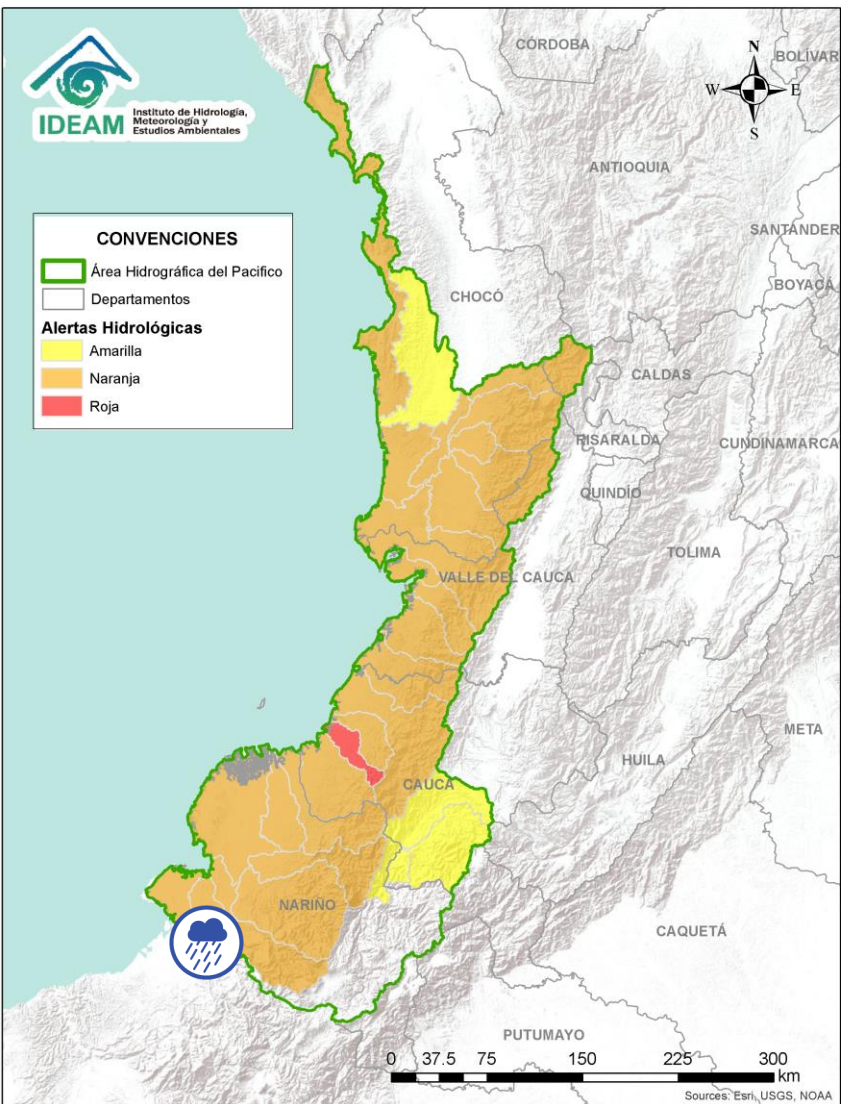 IDEAM
Instituto de Hidrología,
Meteorología y
Estudios Ambientales
CÓRDOBA
BOLÍVAR
N
W
E
S
ANTIOQUIA
SANTANDER
BOYACÁ
CONVENCIONES
Área Hidrográfica del Pacifico
Departamentos
Alertas Hidrológicas
Amarilla
Naranja
Roja
CHOCÓ
CALDAS
RISARALDA
CUNDINAMARCA
QUINDÍO
TOLIMA
VALLE DEL CAUCA
META
HUILA
CAUCA
NARIÑO
CAQUETÁ
PUTUMAYO
0 37.5 75 150 225 300
km
Sources: Esri, USGS, NOAA